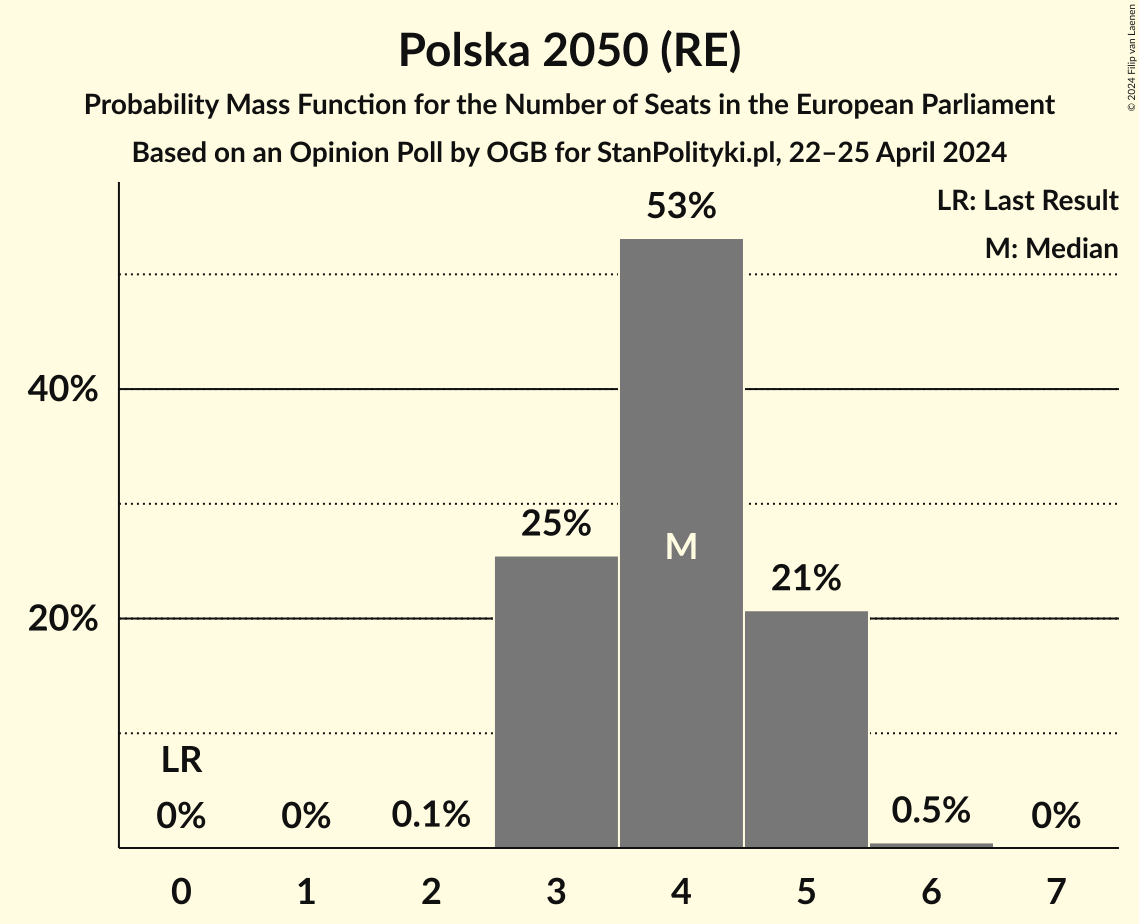 Polska 2050 (RE)
Probability Mass Function for the Number of Seats in the European Parliament
Based on an Opinion Poll by OGB for StanPolityki.pl, 22–25 April 2024
© 2024 Filip van Laenen
LR: Last Result
M: Median
53%
40%
25%
M
21%
20%
LR
0%
0%
0.1%
0.5%
0%
0
1
2
3
4
5
6
7